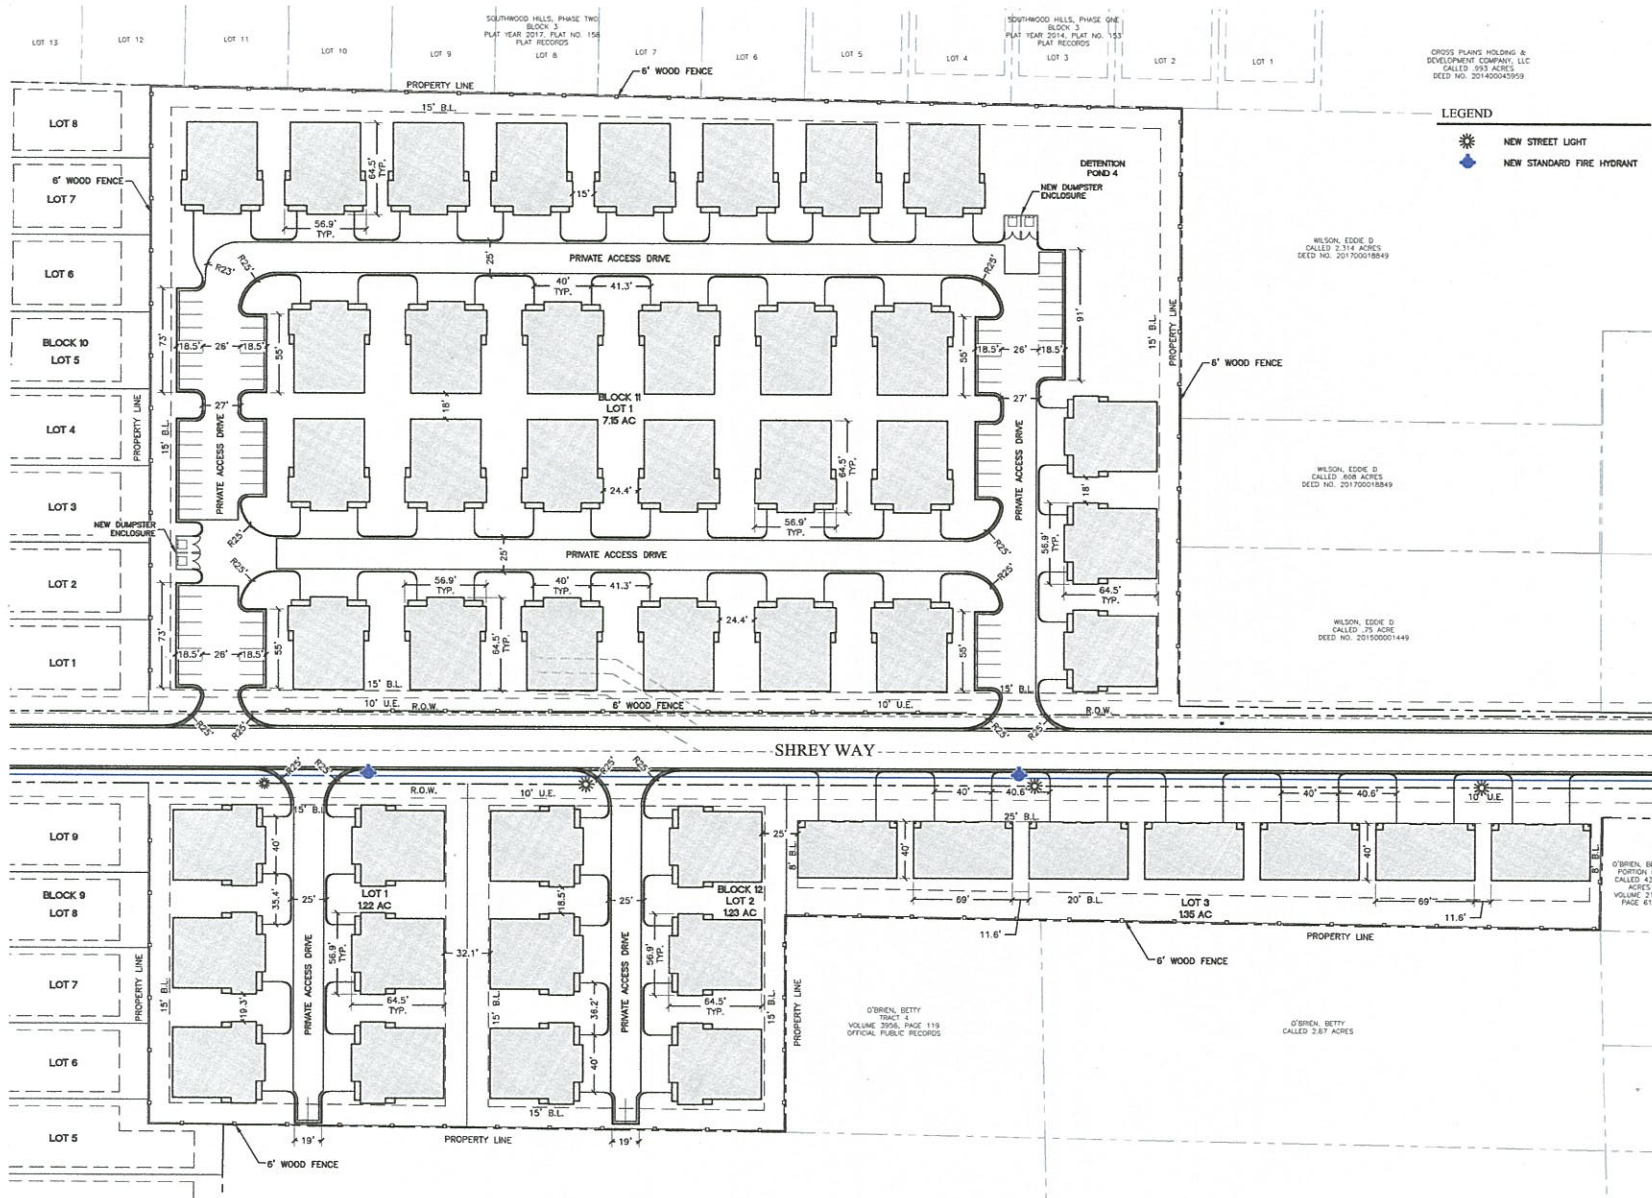 SOUTHWOOD HILLS, PHASE TWO
BLOCK 3
PLAT YEAR 2017, PLAT NO. 158
PLAT RECORDS
SOUTHWOOD HILLS, PHASE ONE
BLOCK 3
PLAT YEAR 2014, PLAT NO. 153
PLAT RECORDS
LOT 13
LOT 12
LOT 11
LOT 10
LOT 9
LOT 8
LOT 7
LOT 6
LOT 5
LOT 4
LOT 3
LOT 2
LOT 1
CROSS PLAINS HOLDING &
DEVELOPMENT COMPANY, LLC
CALLED .993 ACRES
DEED NO. 201400045959
6' WOOD FENCE
PROPERTY LINE
15' B.L.
LEGEND
NEW STREET LIGHT
NEW STANDARD FIRE HYDRANT
LOT 8
6' WOOD FENCE
LOT 7
LOT 6
BLOCK 10
LOT 5
LOT 4
LOT 3
LOT 2
LOT 1
64.5'
TYP.
15'
56.9'
TYP.
DETENTION
POND 4
NEW DUMPSTER
ENCLOSURE
WILSON, EDDIE D
CALLED 2.314 ACRES
DEED NO. 201700018849
R23'
R25'
25'
PRIVATE ACCESS DRIVE
R25'
40'
TYP.
41.3'
73'
18.5'
26'
18.5'
55'
55'
18.5'
26'
18.5'
91'
15' B.L.
PROPERTY LINE
6' WOOD FENCE
27'
18'
BLOCK 11
LOT 1
7.15 AC
27'
PROPERTY LINE
15' B.L.
PRIVATE ACCESS DRIVE
PRIVATE ACCESS DRIVE
64.5'
TYP.
24.4'
56.9'
TYP.
18'
WILSON, EDDIE D
CALLED .808 ACRES
DEED NO. 201700018849
NEW DUMPSTER
ENCLOSURE
R25'
R25'
25'
PRIVATE ACCESS DRIVE
R25'
R25'
56.9'
TYP.
64.5'
TYP.
56.9'
TYP.
40'
TYP.
41.3'
64.5'
TYP.
24.4'
73'
18.5'
26'
18.5'
55'
55'
WILSON, EDDIE D
CALLED .75 ACRE
DEED NO. 201500001449
15' B.L.
15' B.L.
10' U.E.
R.O.W.
6' WOOD FENCE
10' U.E.
R.O.W.
R25'
R25'
R25'
R25'
SHREY WAY
R25'
R25'
R25'
R25'
15' B.L.
R.O.W.
10' U.E.
40'
40.6'
40'
40.6'
10' U.E.
25' B.L.
LOT 9
BLOCK 9
LOT 8
LOT 7
LOT 6
LOT 5
40'
35.4'
25'
LOT 1
1.22 AC
18.5'
25'
BLOCK 12
LOT 2
1.23 AC
25'
8' B.L.
40'
40'
8' B.L.
69'
11.6'
20' B.L.
LOT 3
1.35 AC
69'
11.6'
PROPERTY LINE
6' WOOD FENCE
PROPERTY LINE
15' B.L.
19.3'
PRIVATE ACCESS DRIVE
56.9'
TYP.
64.5'
TYP.
32.1'
15' B.L.
36.2'
40'
PRIVATE ACCESS DRIVE
56.9'
TYP.
64.5'
TYP.
15' B.L.
PROPERTY LINE
O'BRIEN, BETTY
TRACT 4
VOLUME 3956, PAGE 119
OFFICIAL PUBLIC RECORDS
O'BRIEN, BETTY
CALLED 2.67 ACRES
PORTION
ACRES
15' B.L.
19'
PROPERTY LINE
19'
6' WOOD FENCE